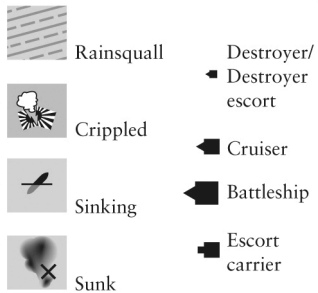 Rainsquall
Crippled
Sinking
Sunk
Destroyer/
Destroyer
escort
Cruiser
Battleship
Escort
carrier